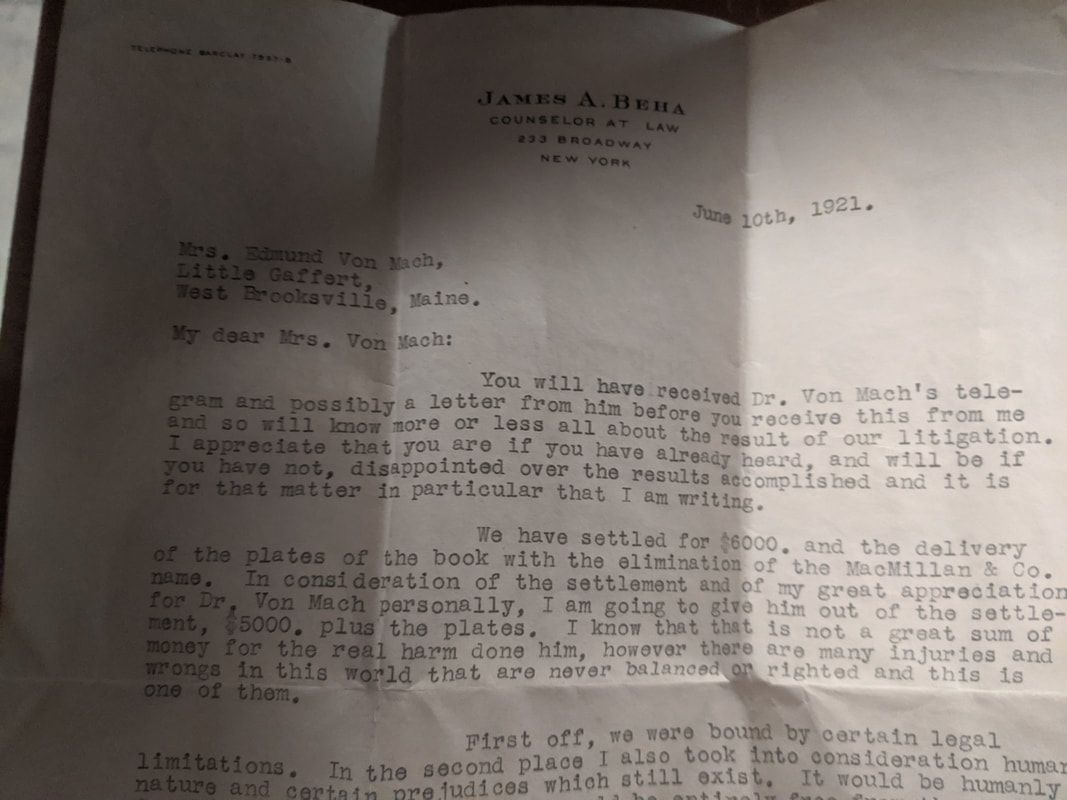 TELEPHONE BARCLAY 7537-8
JAMES A. BEHA
COUNSELOR AT LAW
233 BROADWAY
NEW YORK
June 10th, 1921.
Mrs. Edmund Von Mach,
Little Gaffert,
West Brooksville, Maine.
My dear Mrs. Von Mach:
You will have received Dr. Von Mach's tele-
gram and possibly a letter from him before you receive this from me
and so will know more or less all about the result of our litigation.
I appreciate that you are if you have already heard, and will be if
you have not, disappointed over the results accomplished and it is
for that matter in particular that I am writing.
We have settled for $6000. and the delivery
of the plates of the book with the elimination of the MacMillan & Co.
name. In consideration of the settlement and of my great appreciation
for Dr. Von Mach personally, I am going to give him out of the settle-
ment, $5000. plus the plates. I know that that is not a great sum of
money for the real harm done him, however there are many injuries and
wrongs in this world that are never balanced or righted and this is
one of them.
First off, we were bound by certain legal
limitations. In the second place I also took into consideration human
nature and certain prejudices which still exist. It would be humanly